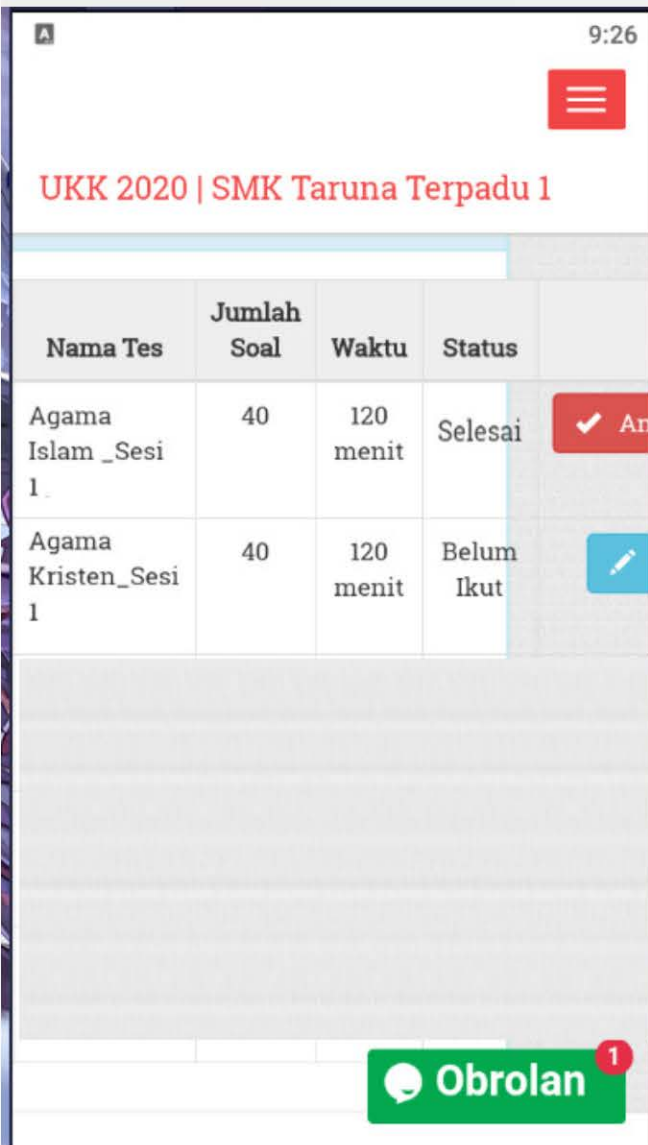 A
9:26
UKK 2020 | SMK Taruna Terpadu 1
Nama Tes
Jumlah
Soal
Waktu
Status
Agama
Islam _Sesi
1
40
120
menit
Selesai
Agama
Kristen_Sesi
1
40
120
menit
Belum
Ikut
Obrolan
1